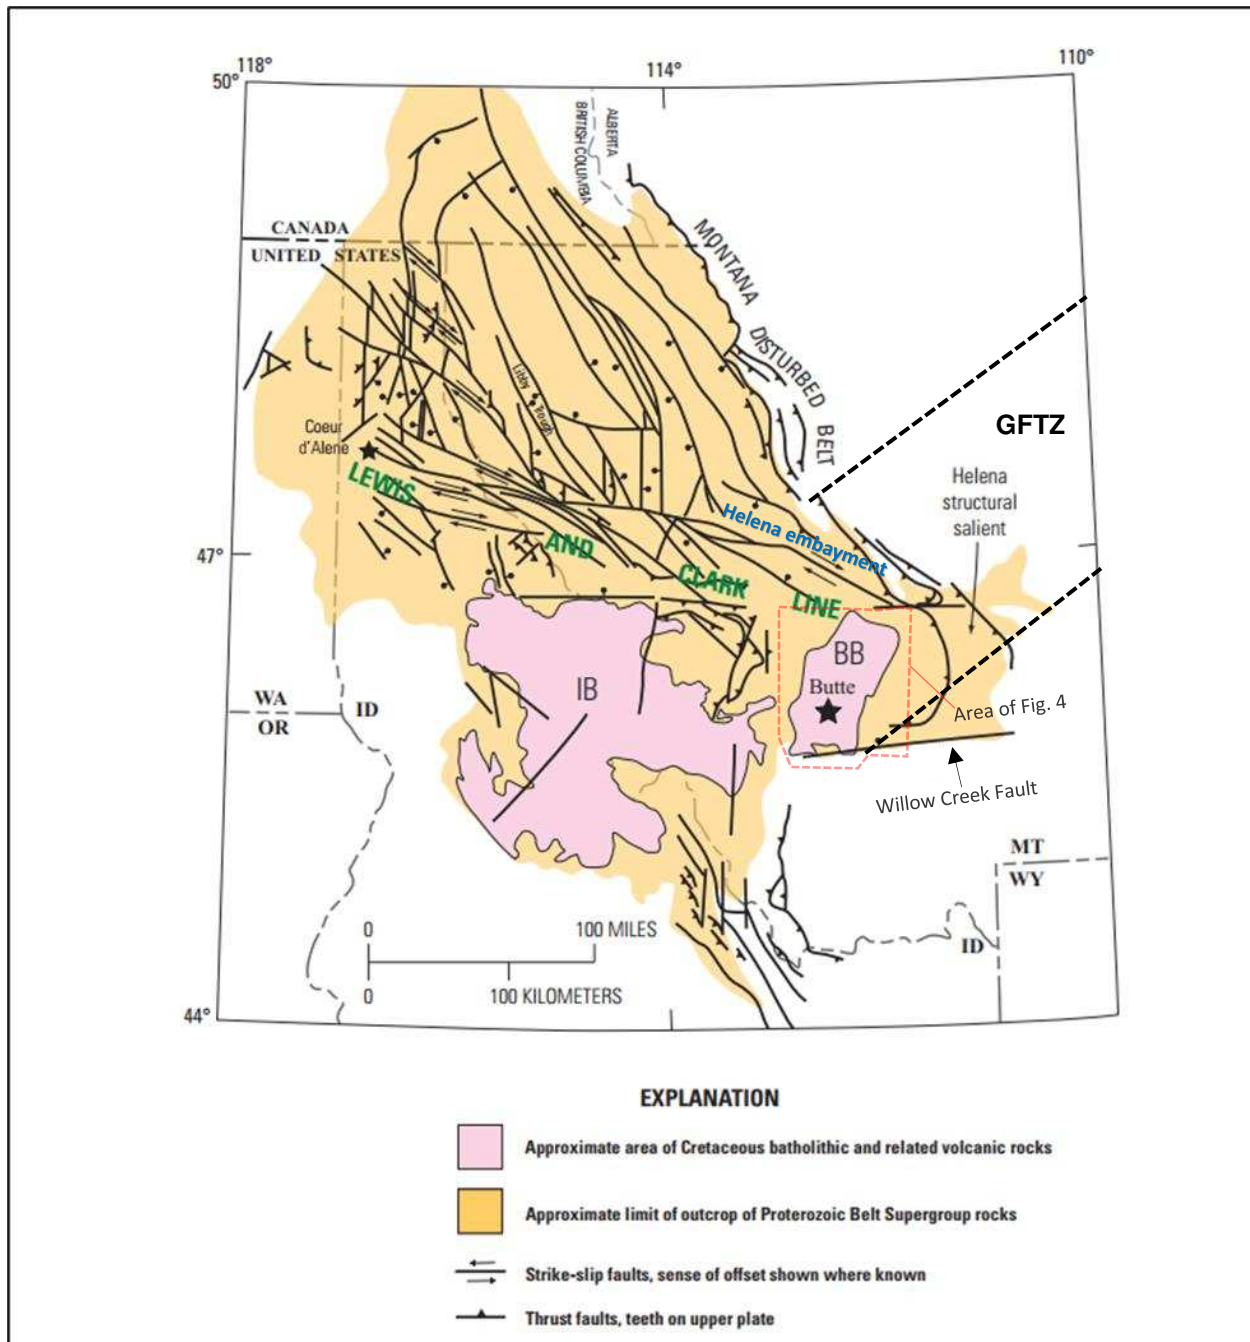 118°
114°
110°
50°
ALBERTA
BRITISH COLUMBIA
CANADA
UNITED STATES
MONTANA DISTURBED BELT
GFTZ
Libby Trough
Coeur
d'Alene
Helena
structural
salient
LEWIS AND CLARK LINE
Helena embayment
47°
BB
Butte
IB
WA
OR
ID
Area of Fig. 4
Willow Creek Fault
MT
WY
ID
0
100 MILES
0
100 KILOMETERS
44°
EXPLANATION
Approximate area of Cretaceous batholithic and related volcanic rocks
Approximate limit of outcrop of Proterozoic Belt Supergroup rocks
Strike-slip faults, sense of offset shown where known
Thrust faults, teeth on upper plate